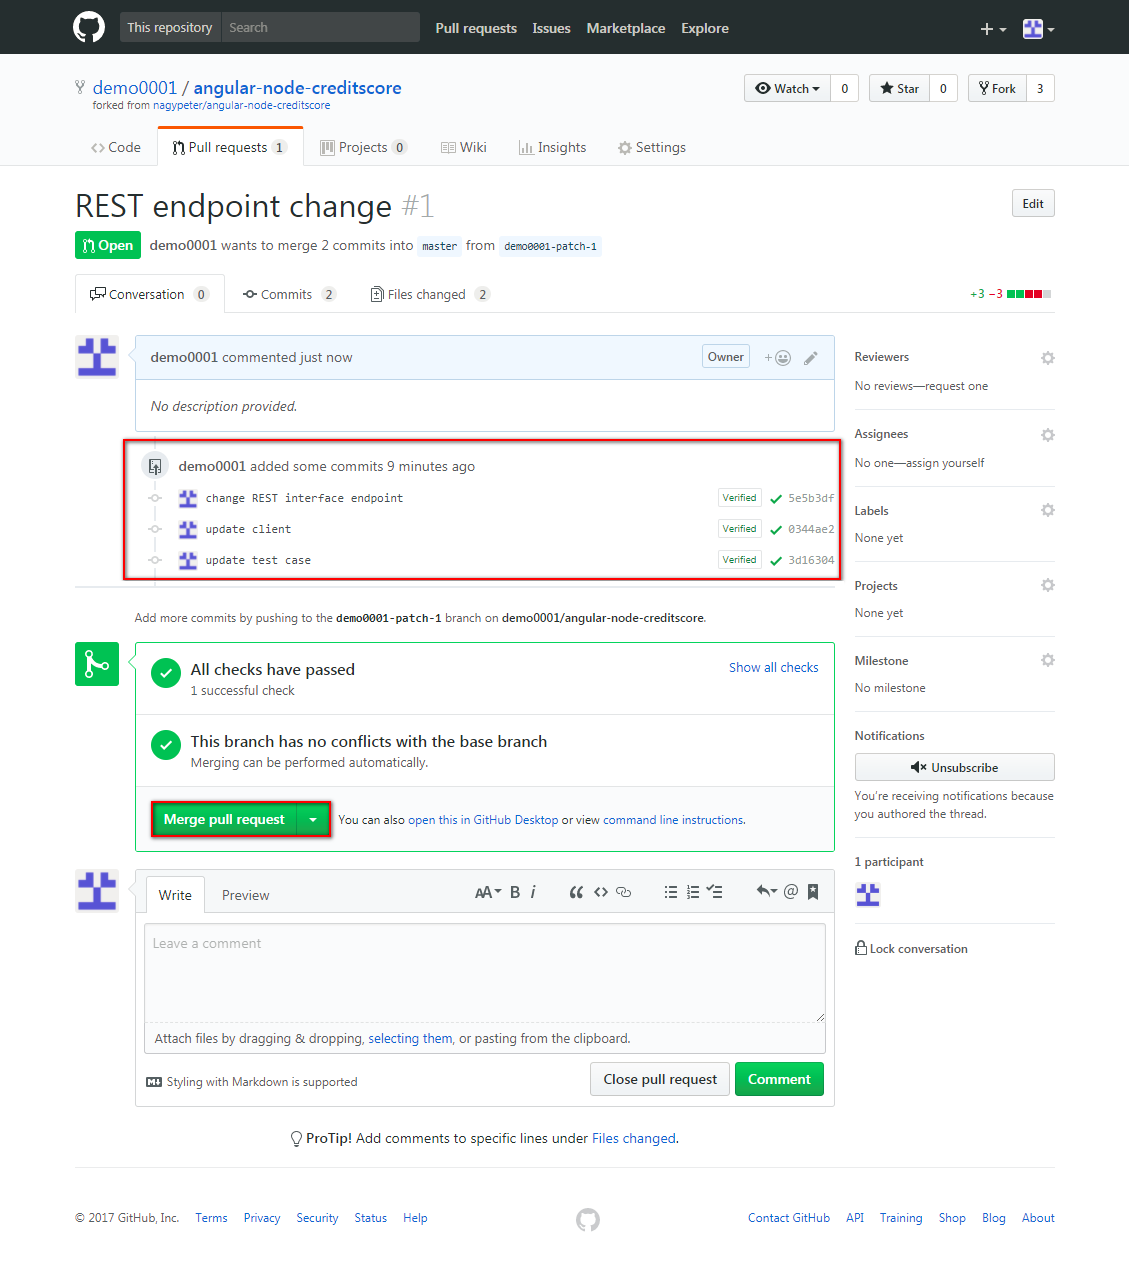 This repository Search Pull requests Issues Marketplace Explore
demo0001 / angular-node-creditscore Watch 0 Star 0 Fork 3
forked from nagypeter/angular-node-creditscore
Code Pull requests 1 Projects 0 Wiki Insights Settings
REST endpoint change #1 Edit
Open demo0001 wants to merge 2 commits into master from demo0001-patch-1
Conversation 0 Commits 2 Files changed 2 +3 −3
demo0001 commented just now Owner
No description provided.
demo0001 added some commits 9 minutes ago
change REST interface endpoint Verified 5e5b3df
update client Verified 0344ae2
update test case Verified 3d16304
Add more commits by pushing to the demo0001-patch-1 branch on demo0001/angular-node-creditscore.
All checks have passed Show all checks
1 successful check
This branch has no conflicts with the base branch
Merging can be performed automatically.
Merge pull request You can also open this in GitHub Desktop or view command line instructions.
Write Preview AA B i
Leave a comment
Attach files by dragging & dropping, selecting them, or pasting from the clipboard.
Styling with Markdown is supported Close pull request Comment
ProTip! Add comments to specific lines under Files changed.
Reviewers
No reviews—request one
Assignees
No one—assign yourself
Labels
None yet
Projects
None yet
Milestone
No milestone
Notifications
Unsubscribe
You're receiving notifications because
you authored the thread.
1 participant
Lock conversation
© 2017 GitHub, Inc. Terms Privacy Security Status Help Contact GitHub API Training Shop Blog About